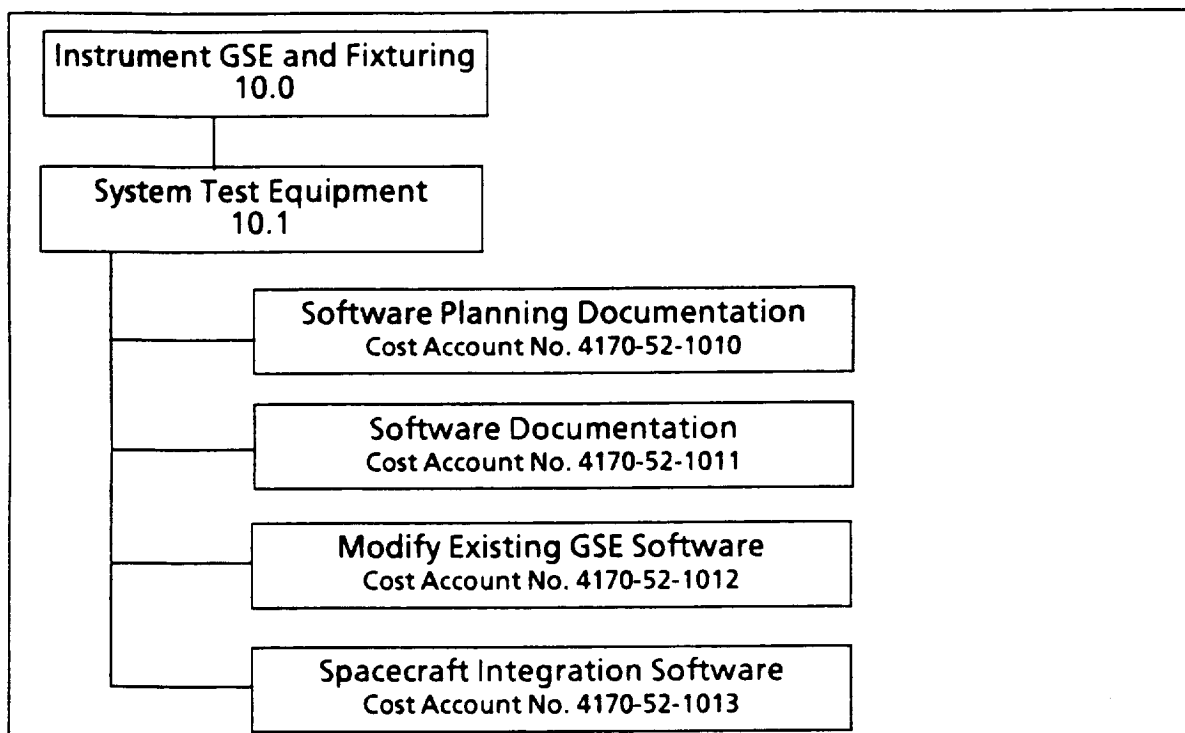 Instrument GSE and Fixturing
10.0
System Test Equipment
10.1
Software Planning Documentation
Cost Account No. 4170-52-1010
Software Documentation
Cost Account No. 4170-52-1011
Modify Existing GSE Software
Cost Account No. 4170-52-1012
Spacecraft Integration Software
Cost Account No. 4170-52-1013